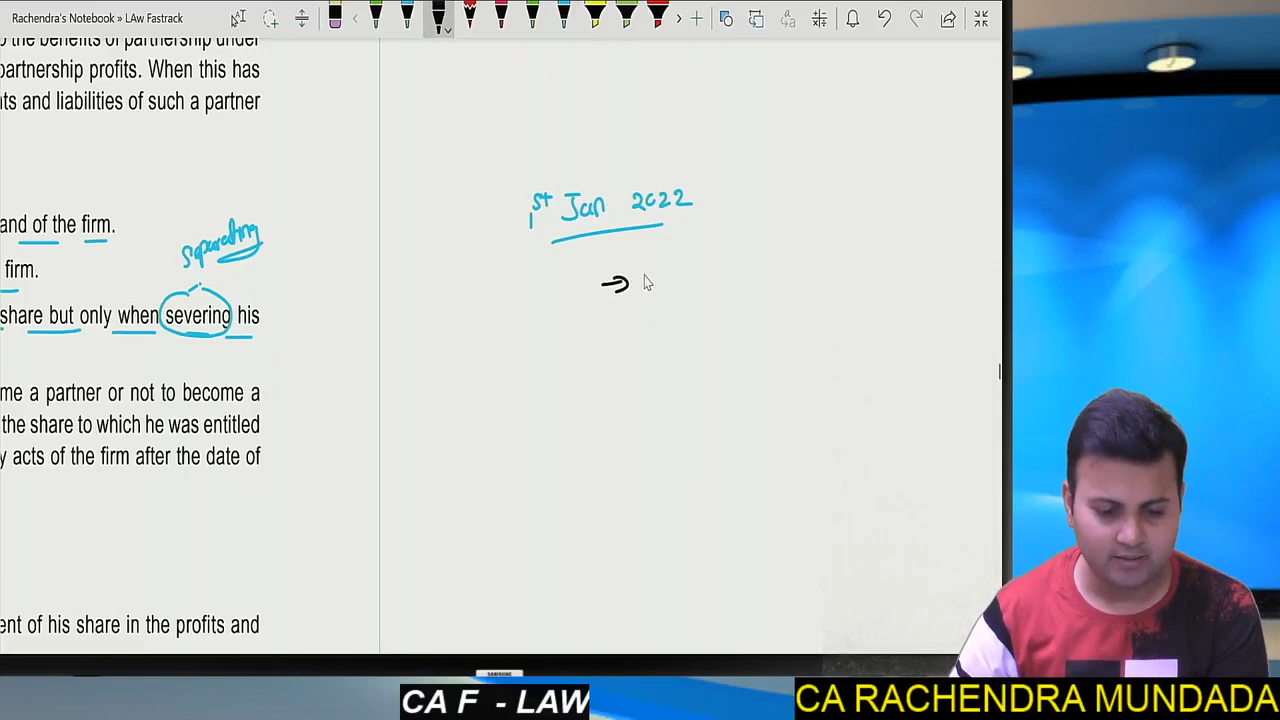 Rachendra's Notebook » LAW Fastrack
the benefits of partnership under
partnership profits. When this has
ts and liabilities of such a partner
1st Jan 2022
and of the firm.
separating
firm.
share but only when severing his
me a partner or not to become a
the share to which he was entitled
y acts of the firm after the date of
ent of his share in the profits and
SAMSUNG
CA F - LAW
CA RACHENDRA MUNDADA